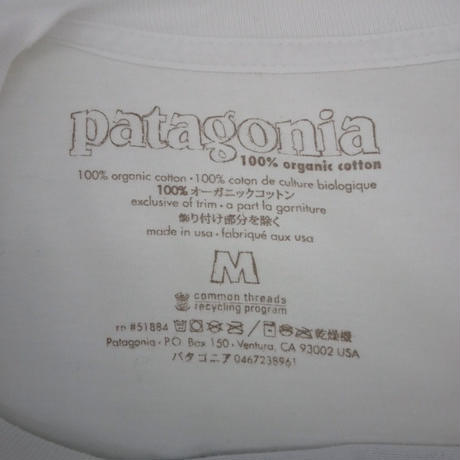 patagonia
100% organic cotton
100% organic cotton • 100% coton de culture biologique
100% オーガニックコットン
exclusive of trim • a part la garniture
飾り付け部分を除く
made in usa • fabriqué aux usa
M
common threads
recycling program
rn #51884 / 乾燥機
Patagonia • P.O. Box 150 • Ventura, CA 93002 USA
パタゴニア 0467238961